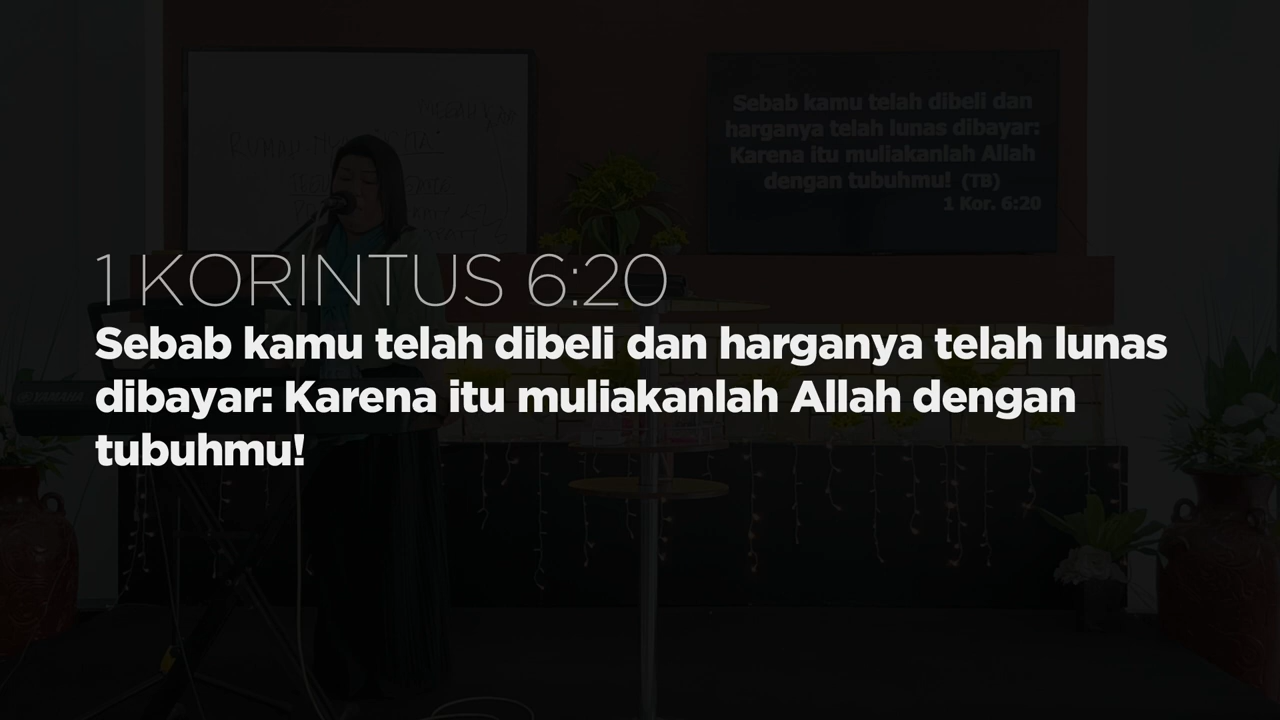 Sebab kamu telah dibeli dan
harganya telah lunas dibayar:
Karena itu muliakanlah Allah
dengan tubuhmu! (TB)
1 Kor. 6:20
1 KORINTUS 6:20
Sebab kamu telah dibeli dan harganya telah lunas
dibayar: Karena itu muliakanlah Allah dengan
tubuhmu!
YAMAHA